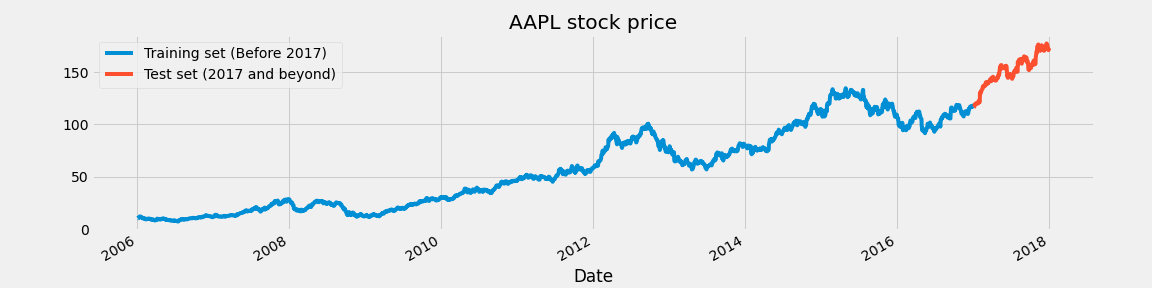 AAPL stock price
Training set (Before 2017)
Test set (2017 and beyond)
150
100
50
0
2006
2008
2010
2012
2014
2016
2018
Date